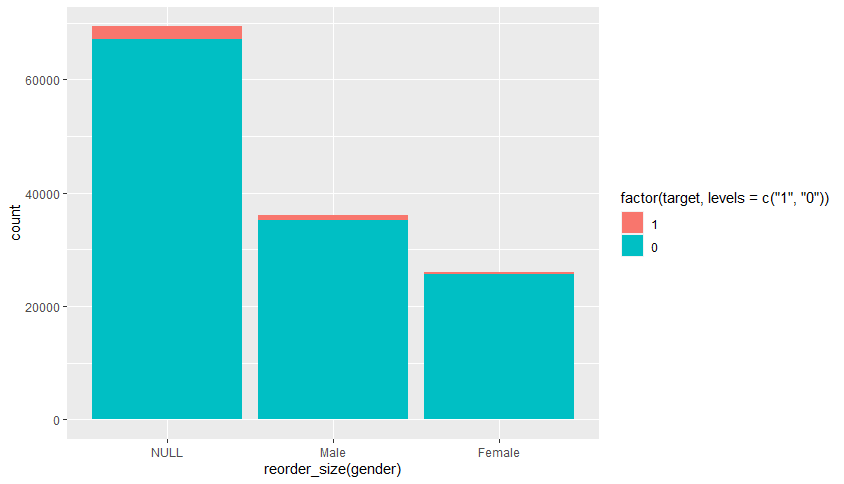 60000
40000
20000
0
count
NULL Male Female
reorder_size(gender)
factor(target, levels = c("1", "0"))
1
0